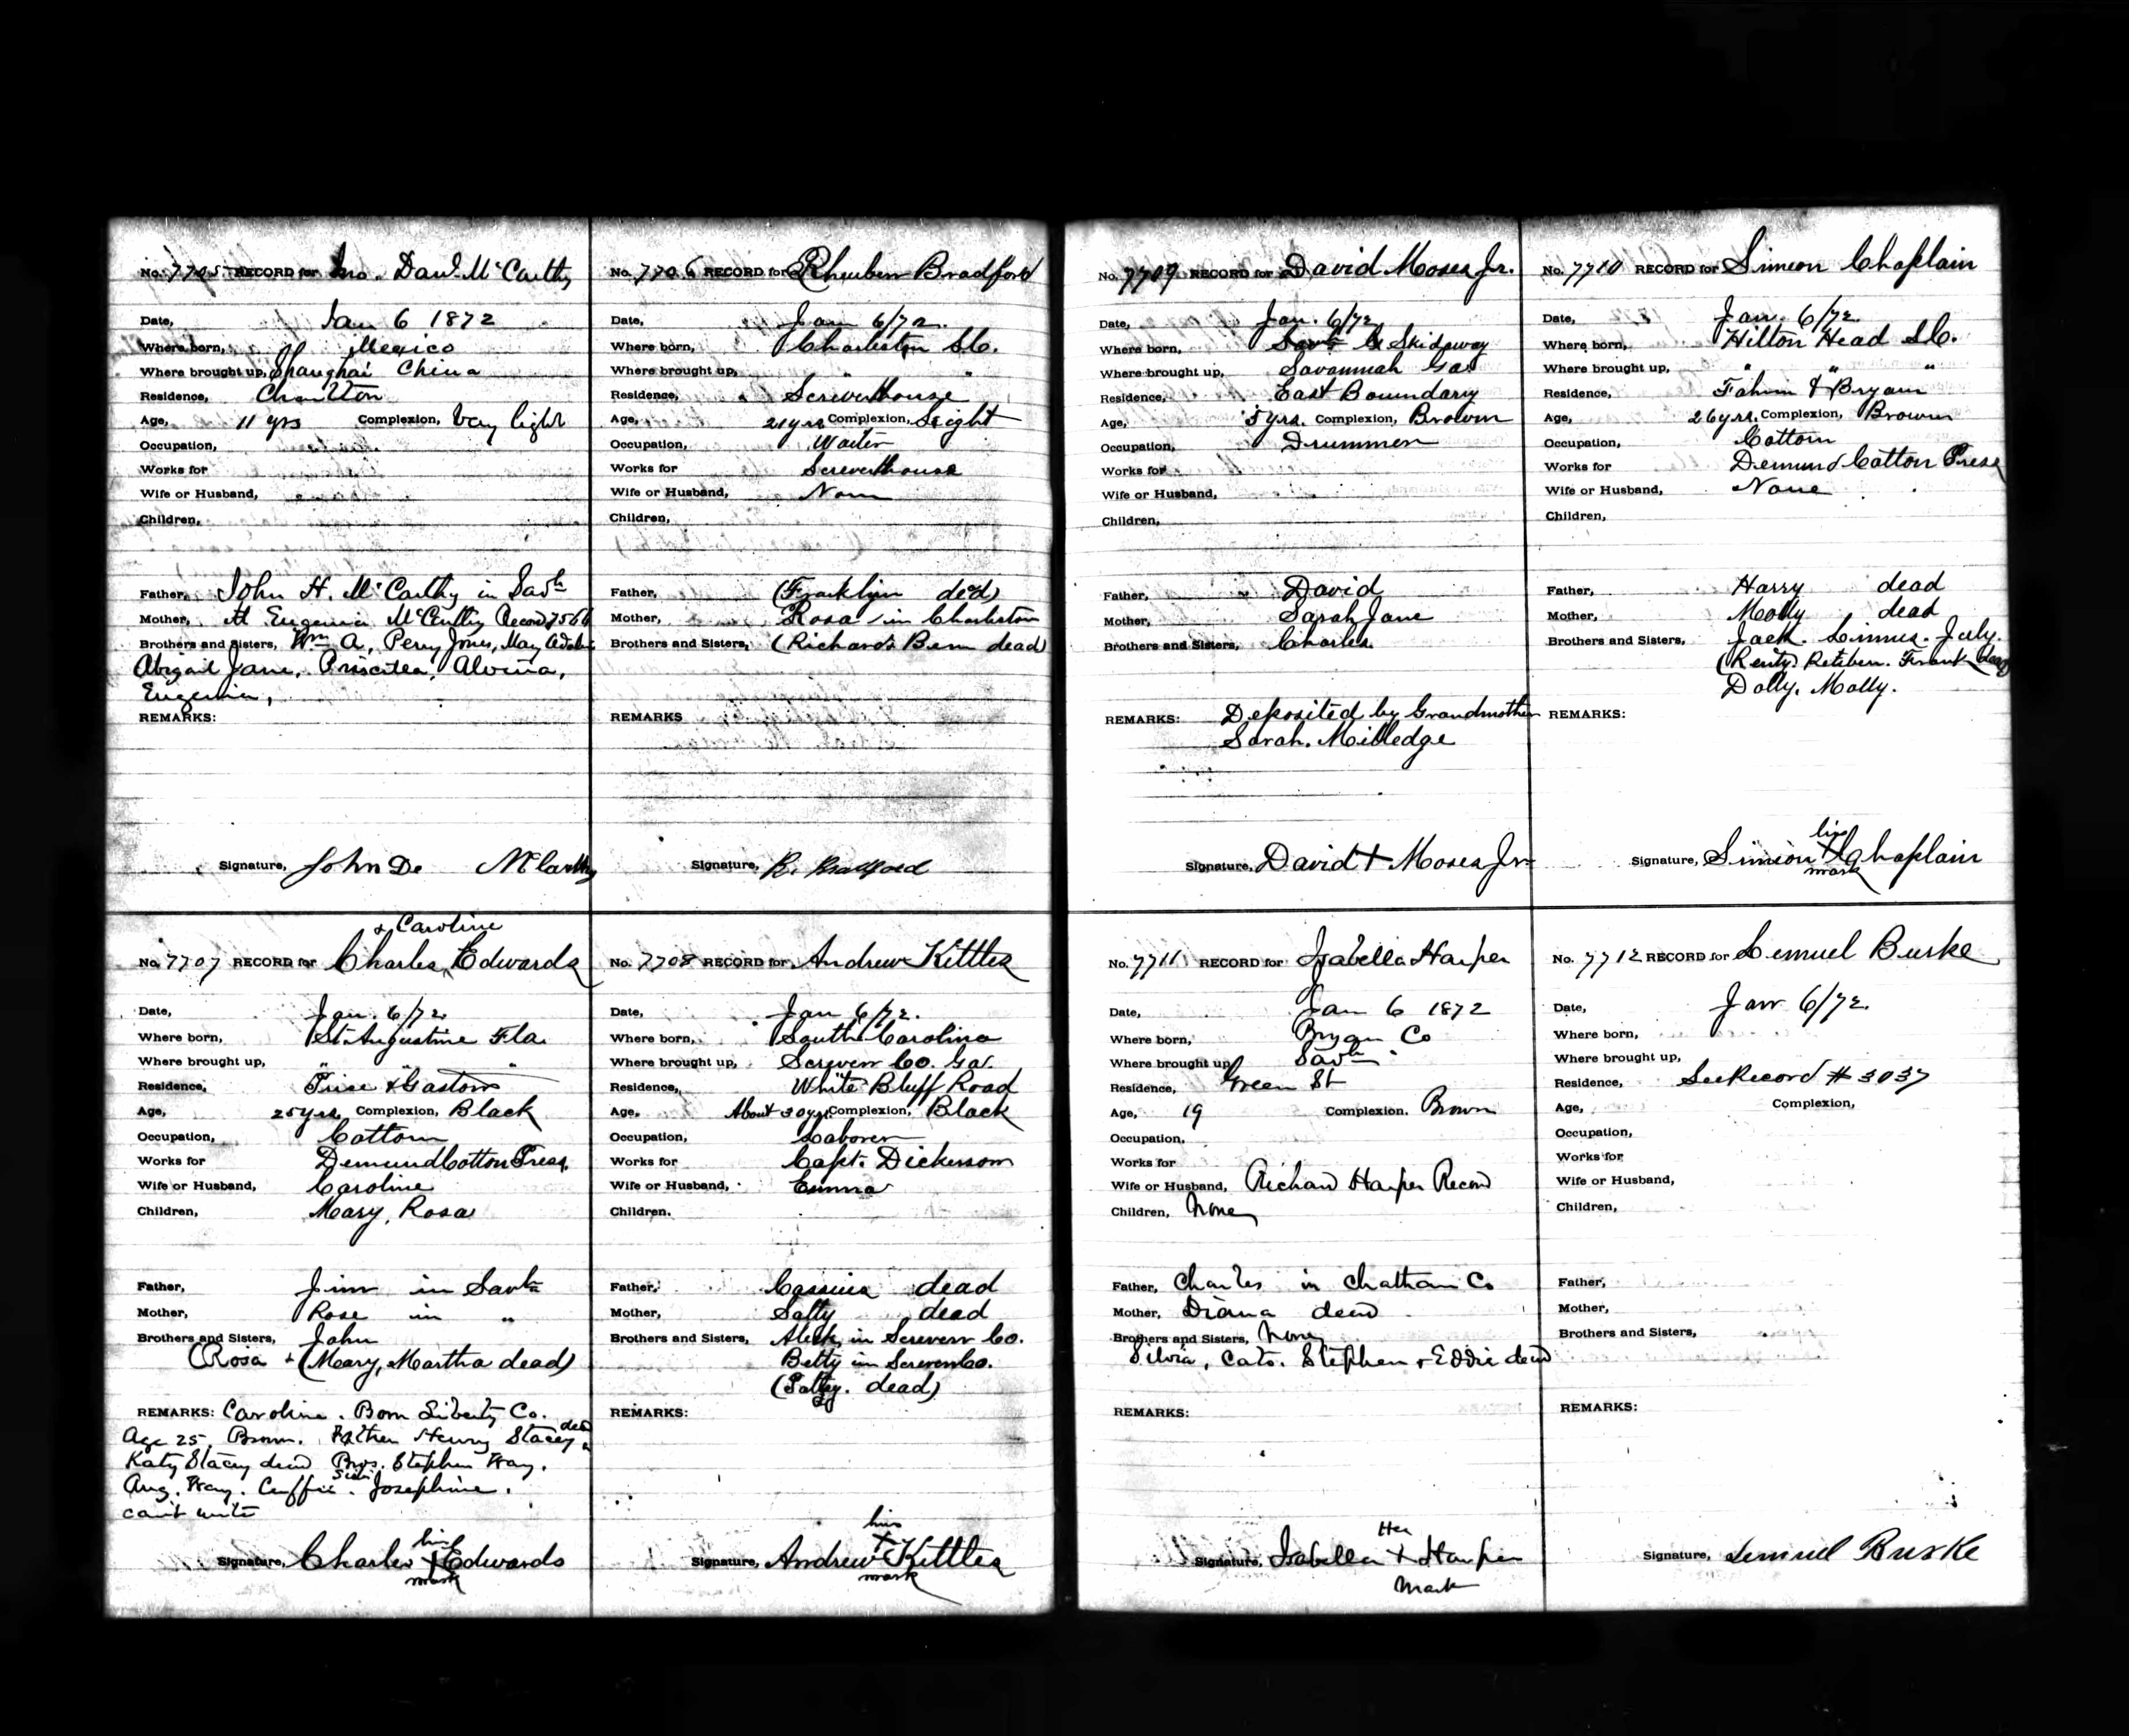 No. 7705 RECORD for Jno. Danl. McCarthy
Date, Jan 6 1872
Where born, Mexico
Where brought up, Shanghai China
Residence, Charlton
Age, 11 yrs Complexion, Very light
Occupation,
Works for
Wife or Husband,
Children,
Father, John H. McCarthy in Savh
Mother, Eugenia McCarthy Record 7566
Brothers and Sisters, Wm A, Perry Jones, May
Abigail Jane, Priscilla, Alvina,
Eugenia,
REMARKS:
Signature, John De McCarthy
No. 7706 RECORD for Rheuben Bradford
Date, Jan 6/72.
Where born, Charleston S.C.
Where brought up, " "
Residence, Screventhouse
Age, 21 yrs Complexion, Light
Occupation, Waiter
Works for Screventhouse
Wife or Husband, Non
Children,
Father, (Franklyn ded)
Mother, Rosa in Charleston
Brothers and Sisters, (Richard & Bem dead)
REMARKS
Signature, R. Bradford
No. 7707 RECORD for Charles & Caroline Edwards
Date, Jan. 6/72.
Where born, St. Augustine Fla.
Where brought up, " "
Residence, Price & Gaston
Age, 25 yrs Complexion, Black
Occupation, Cotton
Works for Demund Cotton Press.
Wife or Husband, Caroline
Children, Mary, Rosa
Father, Jim in Savh
Mother, Rose in "
Brothers and Sisters, John
(Rosa + (Mary, Martha dead)
REMARKS: Caroline. Born Liberty Co.
Age 25, Brown. Father Henry Stacey dead
Katy Stacey dead Bros. Stephen Way.
Aug. Way. Cuffie. Sis. Josephine.
can't write
Signature, Charles his + mark Edwards
No. 7708 RECORD for Andrew Kittles
Date, Jan 6/72.
Where born, South Carolina
Where brought up, Screven Co. Ga.
Residence, White Bluff Road
Age, About 30 yrs Complexion, Black
Occupation, Laborer
Works for Capt. Dickerson
Wife or Husband, Emma
Children.
Father, Cassius dead
Mother, Salty dead
Brothers and Sisters, Aleck in Screven Co.
Betty in Screven Co.
(Patsy. dead)
REMARKS:
Signature, Andrew his + mark Kittles
No. 7709 RECORD for David Moses Jr.
Date, Jan. 6/72
Where born, Skidaway
Where brought up, Savannah Ga
Residence, East Boundary
Age, 5 yrs. Complexion, Brown
Occupation, Drummer
Works for
Wife or Husband,
Children,
Father, David
Mother, Sarah Jane
Brothers and Sisters, Charles.
REMARKS: Deposited by Grandmother
Sarah. Milledge
Signature, David + Moses Jr.
No. 7710 RECORD for Simeon Chaplain
Date, Jan. 6/72.
Where born, Hilton Head S.C.
Where brought up, " " "
Residence, Fahm & Bryan
Age, 26 yrs. Complexion, Brown
Occupation, Cotton
Works for Demund Cotton Press
Wife or Husband, None
Children,
Father, Harry dead
Mother, Molly dead
Brothers and Sisters, Jack. Linus. July.
(Renty. Reteben. Frank dead)
Dolly. Molly.
REMARKS:
Signature, Simeon his + mark Chaplain
No. 7711 RECORD for Isabella Harper
Date, Jan 6 1872
Where born, Bryan Co
Where brought up Savh
Residence, Green St
Age, 19 Complexion. Brown
Occupation.
Works for
Wife or Husband, Richard Harper Record
Children, None
Father, Charles in Chatham Co
Mother, Diana dead
Brothers and Sisters, None
Silvia, Cato. Stephen + Eddie dead
REMARKS:
Signature, Isabella Her + Mark Harper
No. 7712 RECORD for Lemuel Burke
Date, Jan 6/72.
Where born,
Where brought up,
Residence, See Record # 3037
Age, Complexion,
Occupation,
Works for
Wife or Husband,
Children,
Father,
Mother,
Brothers and Sisters,
REMARKS:
Signature, Lemuel Burke